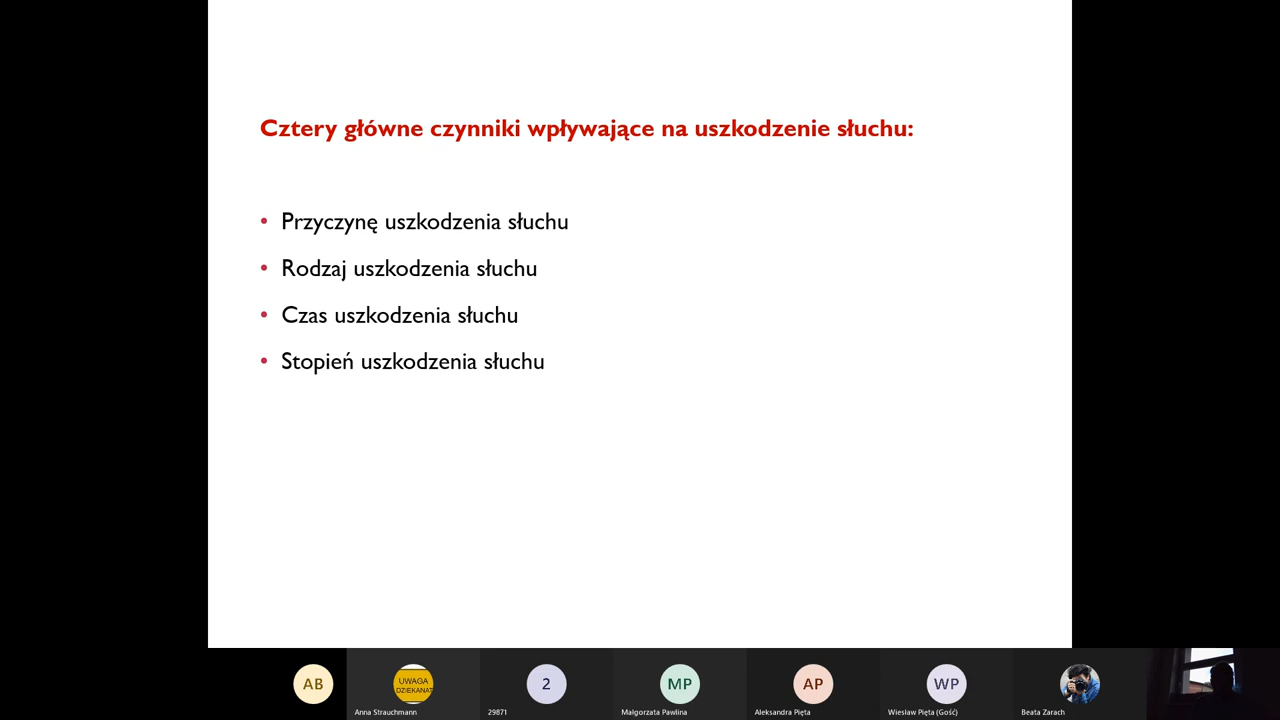 Cztery główne czynniki wpływające na uszkodzenie słuchu:
• Przyczynę uszkodzenia słuchu
• Rodzaj uszkodzenia słuchu
• Czas uszkodzenia słuchu
• Stopień uszkodzenia słuchu
AB
UWAGA
DZIEKANAT
2
MP
AP
WP
Anna Strauchmann
29871
Małgorzata Pawlina
Aleksandra Pięta
Wiesław Pięta (Gość)
Beata Zarach